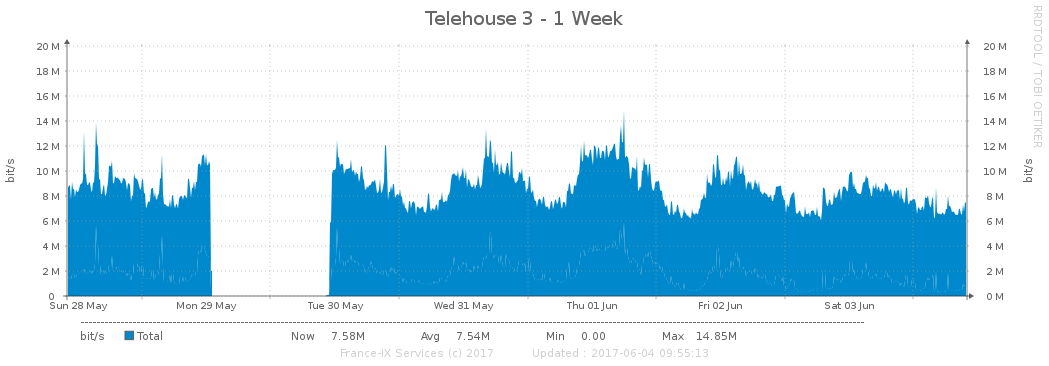 Telehouse 3 - 1 Week
RRDTOOL / TOBI OETIKER
bit/s
20 M 20 M
18 M 18 M
16 M 16 M
14 M 14 M
12 M 12 M
10 M 10 M
8 M 8 M
6 M 6 M
4 M 4 M
2 M 2 M
0 0 M
bit/s
Sun 28 May Mon 29 May Tue 30 May Wed 31 May Thu 01 Jun Fri 02 Jun Sat 03 Jun
bit/s Total Now 7.58M Avg 7.54M Min 0.00 Max 14.85M
France-IX Services (c) 2017 Updated : 2017-06-04 09:55:13